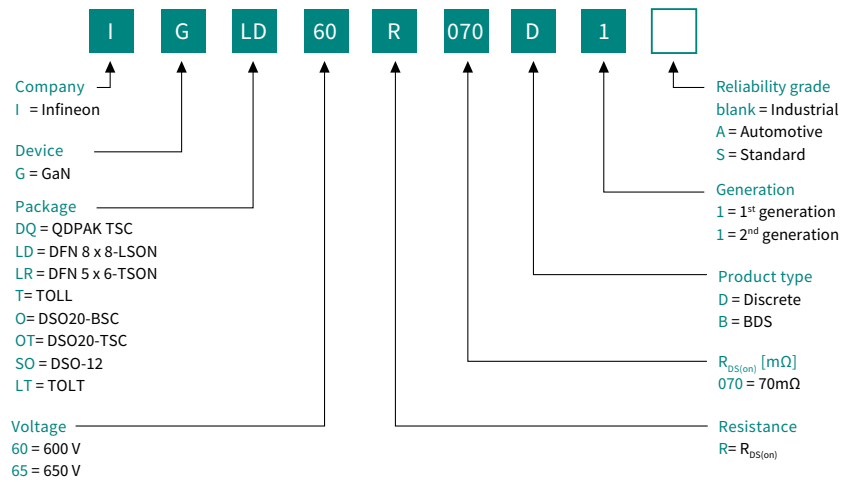 I G LD 60 R 070 D 1
Company
I = Infineon
Device
G = GaN
Package
DQ = QDPAK TSC
LD = DFN 8 x 8-LSON
LR = DFN 5 x 6-TSON
T= TOLL
O= DSO20-BSC
OT= DSO20-TSC
SO = DSO-12
LT = TOLT
Voltage
60 = 600 V
65 = 650 V
Reliability grade
blank = Industrial
A = Automotive
S = Standard
Generation
1 = 1st generation
1 = 2nd generation
Product type
D = Discrete
B = BDS
RDS(on) [mΩ]
070 = 70mΩ
Resistance
R= RDS(on)